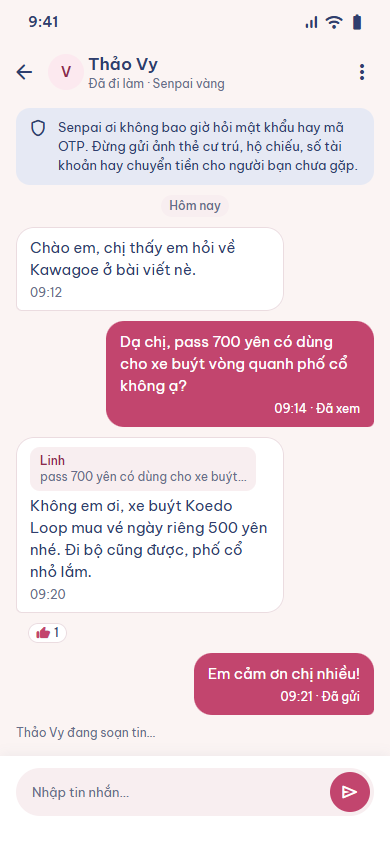 9:41
V
Thảo Vy
Đã đi làm · Senpai vàng
Senpai ơi không bao giờ hỏi mật khẩu hay mã
OTP. Đừng gửi ảnh thẻ cư trú, hộ chiếu, số tài
khoản hay chuyển tiền cho người bạn chưa gặp.
Hôm nay
Chào em, chị thấy em hỏi về
Kawagoe ở bài viết nè.
09:12
Dạ chị, pass 700 yên có dùng
cho xe buýt vòng quanh phố cổ
không ạ?
09:14 · Đã xem
Linh
pass 700 yên có dùng cho xe buýt...
Không em ơi, xe buýt Koedo
Loop mua vé ngày riêng 500 yên
nhé. Đi bộ cũng được, phố cổ
nhỏ lắm.
09:20
1
Em cảm ơn chị nhiều!
09:21 · Đã gửi
Thảo Vy đang soạn tin...
Nhập tin nhắn...